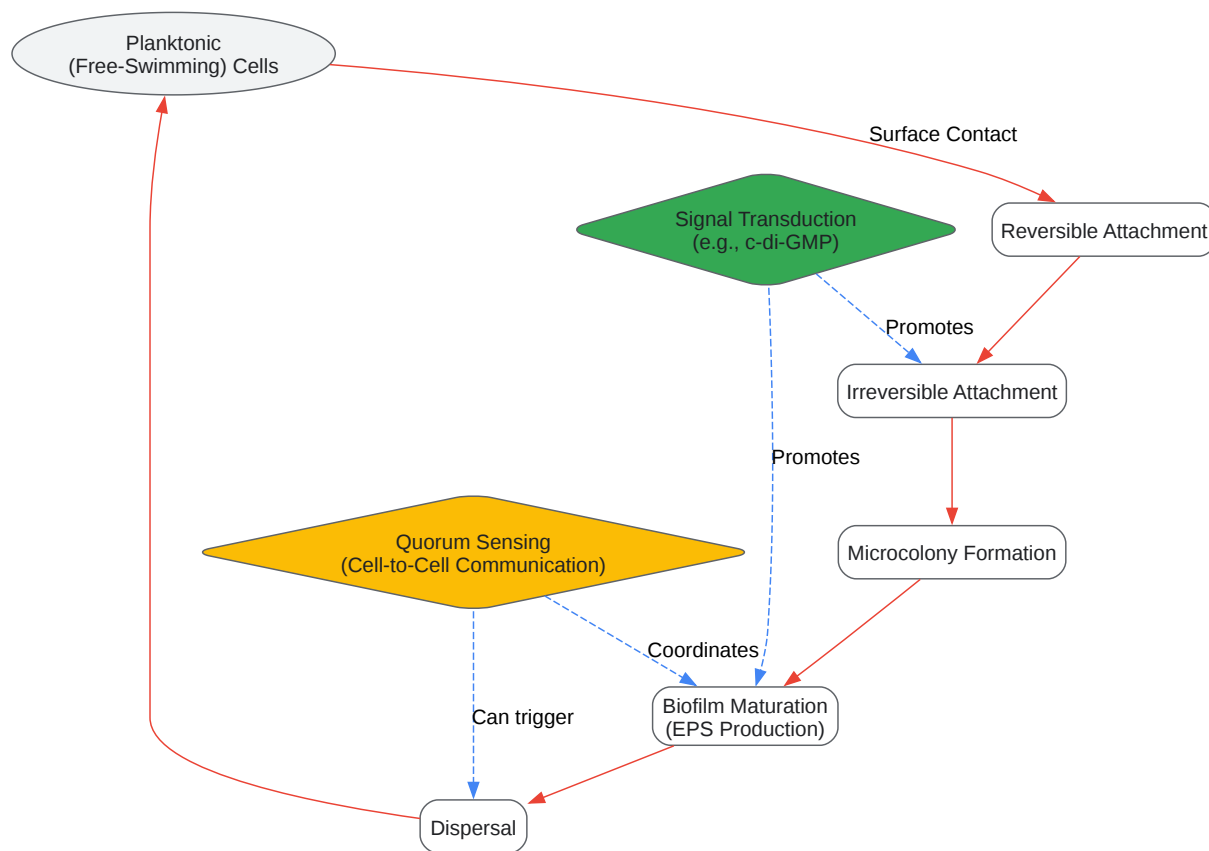 Planktonic
(Free-Swimming) Cells
Surface Contact
Signal Transduction
(e.g., c-di-GMP)
Reversible Attachment
Promotes
Irreversible Attachment
Promotes
Quorum Sensing
(Cell-to-Cell Communication)
Microcolony Formation
Coordinates
Biofilm Maturation
(EPS Production)
Can trigger
Dispersal